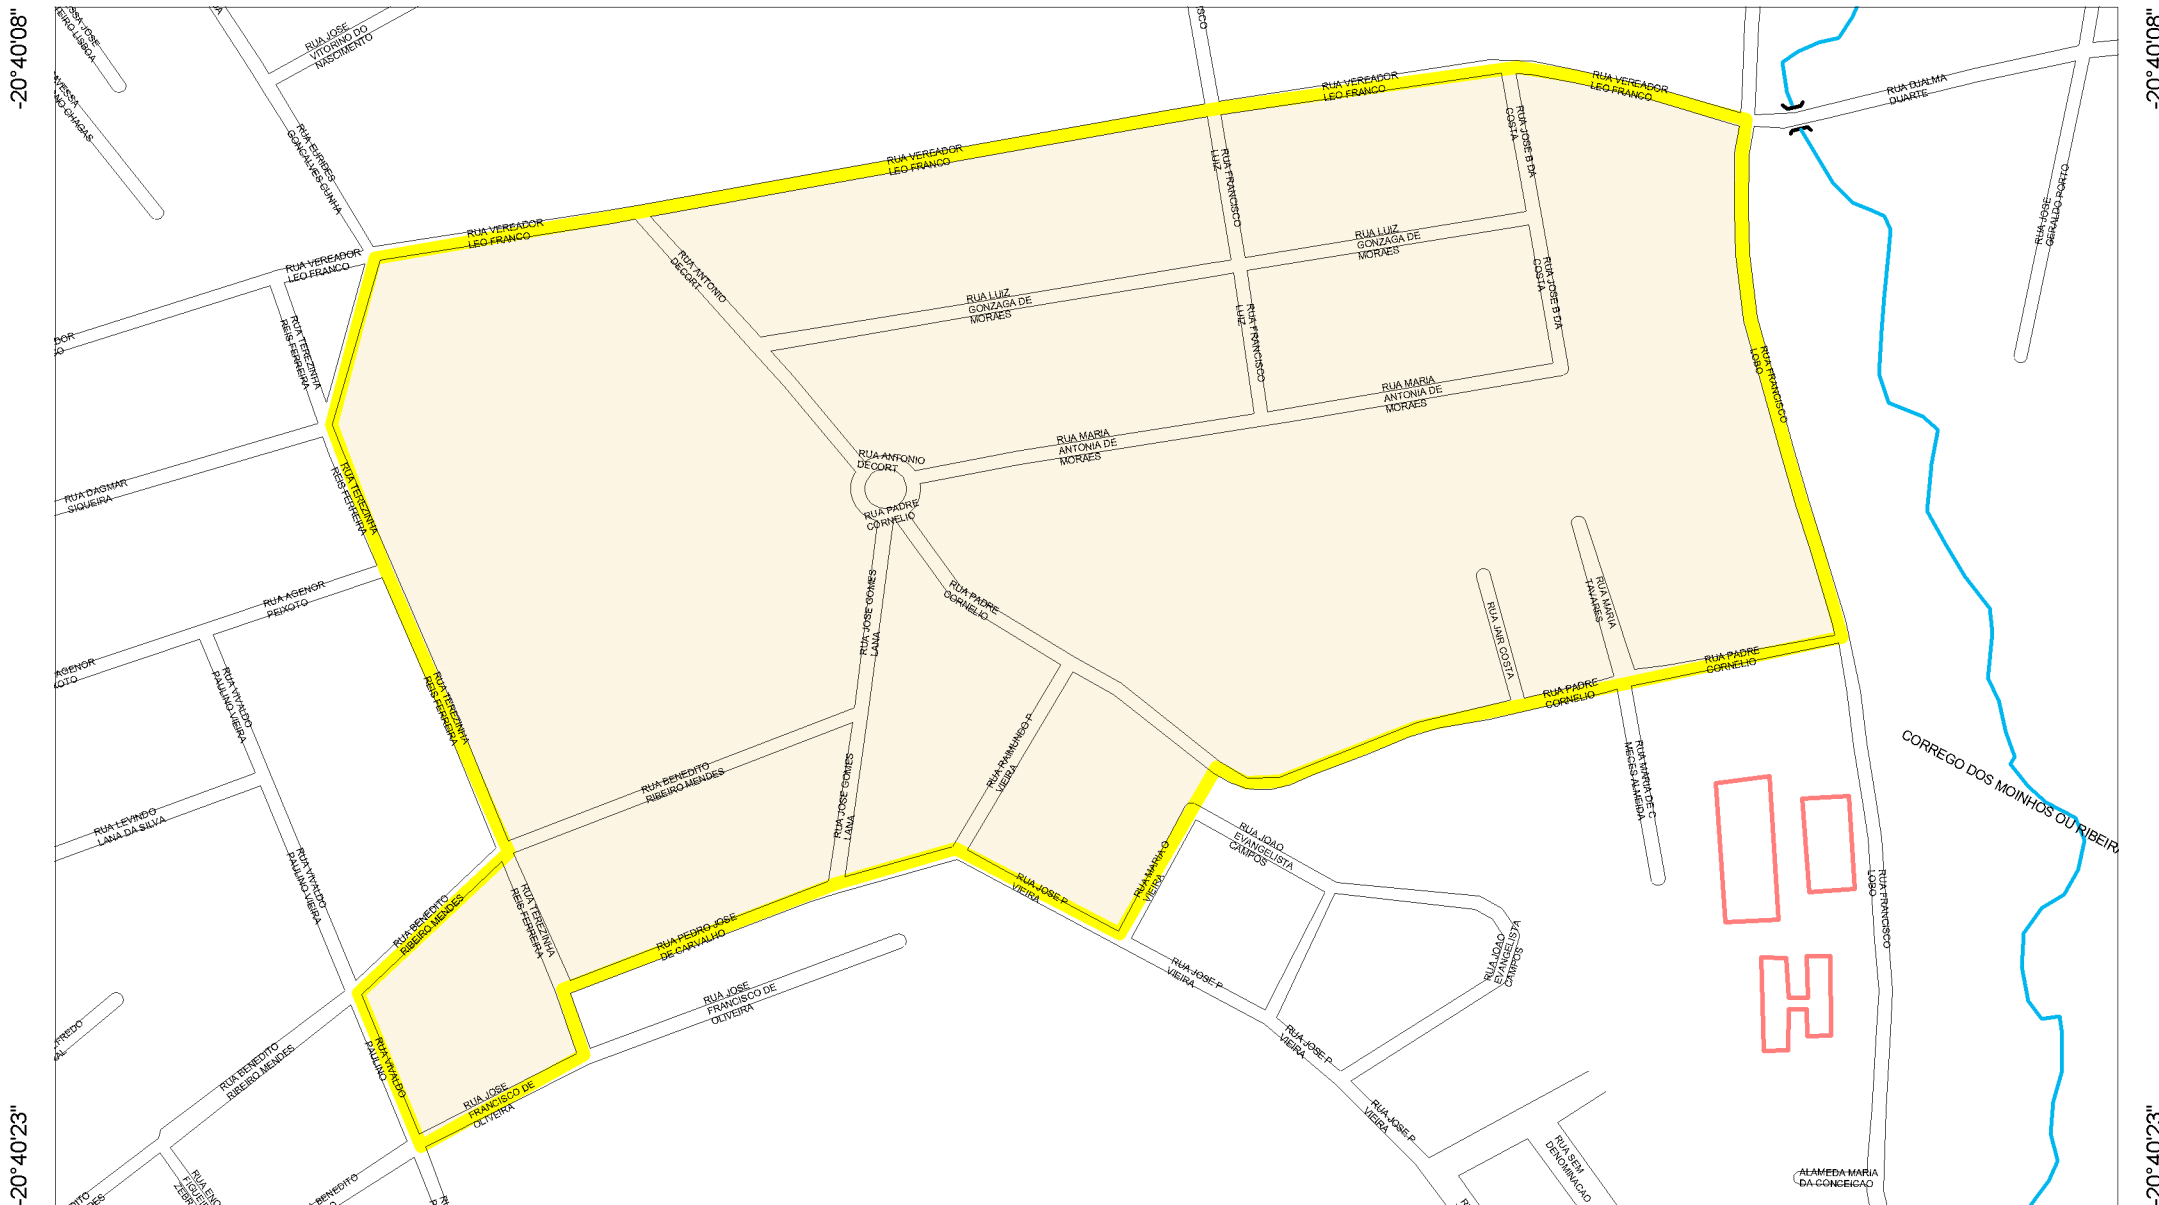 -20°40'08"
-20°40'08"
RUA JOSE
VITORINO DO
NASCIMENTO
RUA EURIDES
GONCALVES CUNHA
RUA VEREADOR
LEO FRANCO
RUA VEREADOR
LEO FRANCO
RUA VEREADOR
LEO FRANCO
RUA VEREADOR
LEO FRANCO
RUA VEREADOR
LEO FRANCO
RUA DJALMA
DUARTE
RUA JOSE
GERALDO PORTO
RUA JOSE B DA
COSTA
RUA FRANCISCO
LUIZ
RUA LUIZ
GONZAGA DE
MORAES
RUA ANTONIO
DECORT
RUA LUIZ
GONZAGA DE
MORAES
RUA JOSE B DA
COSTA
RUA FRANCISCO
LUIZ
RUA TEREZINHA
REIS FERREIRA
RUA FRANCISCO
LOBO
RUA MARIA
ANTONIA DE
MORAES
RUA MARIA
ANTONIA DE
MORAES
RUA ANTONIO
DECORT
RUA DAGMAR
SIQUEIRA
RUA TEREZINHA
REIS FERREIRA
RUA PADRE
CORNELIO
RUA AGENOR
PEIXOTO
RUA JOSE GOMES
LANA
RUA PADRE
CORNELIO
RUA JAIR COSTA
RUA MARIA
TAVARES
AGENOR
RUA VIVALDO
PAULINO VIEIRA
RUA TEREZINHA
REIS FERREIRA
RUA PADRE
CORNELIO
RUA PADRE
CORNELIO
RUA MARIA DE C
MECES ALMEIDA
CORREGO DOS MOINHOS OU RIBEIR
RUA RAIMUNDO P
VIEIRA
RUA BENEDITO
RIBEIRO MENDES
RUA JOSE GOMES
LANA
RUA LEVINDO
LANA DA SILVA
RUA VIVALDO
PAULINO VIEIRA
RUA JOAO
EVANGELISTA
CAMPOS
RUA MARIA O
VIEIRA
RUA JOSE P
VIEIRA
RUA FRANCISCO
LOBO
RUA BENEDITO
RIBEIRO MENDES
RUA TEREZINHA
REIS FERREIRA
RUA PEDRO JOSE
DE CARVALHO
RUA JOAO
EVANGELISTA
CAMPOS
RUA JOSE P
VIEIRA
RUA JOSE
FRANCISCO DE
OLIVEIRA
RUA JOSE P
VIEIRA
RUA BENEDITO
RIBEIRO MENDES
RUA VIVALDO
PAULINO
RUA JOSE
FRANCISCO DE
OLIVEIRA
RUA JOSE P
VIEIRA
RUA SEM
DENOMINACAO
ALAMEDA MARIA
DA CONCEICAO
BENEDITO
-20°40'23"
-20°40'23"